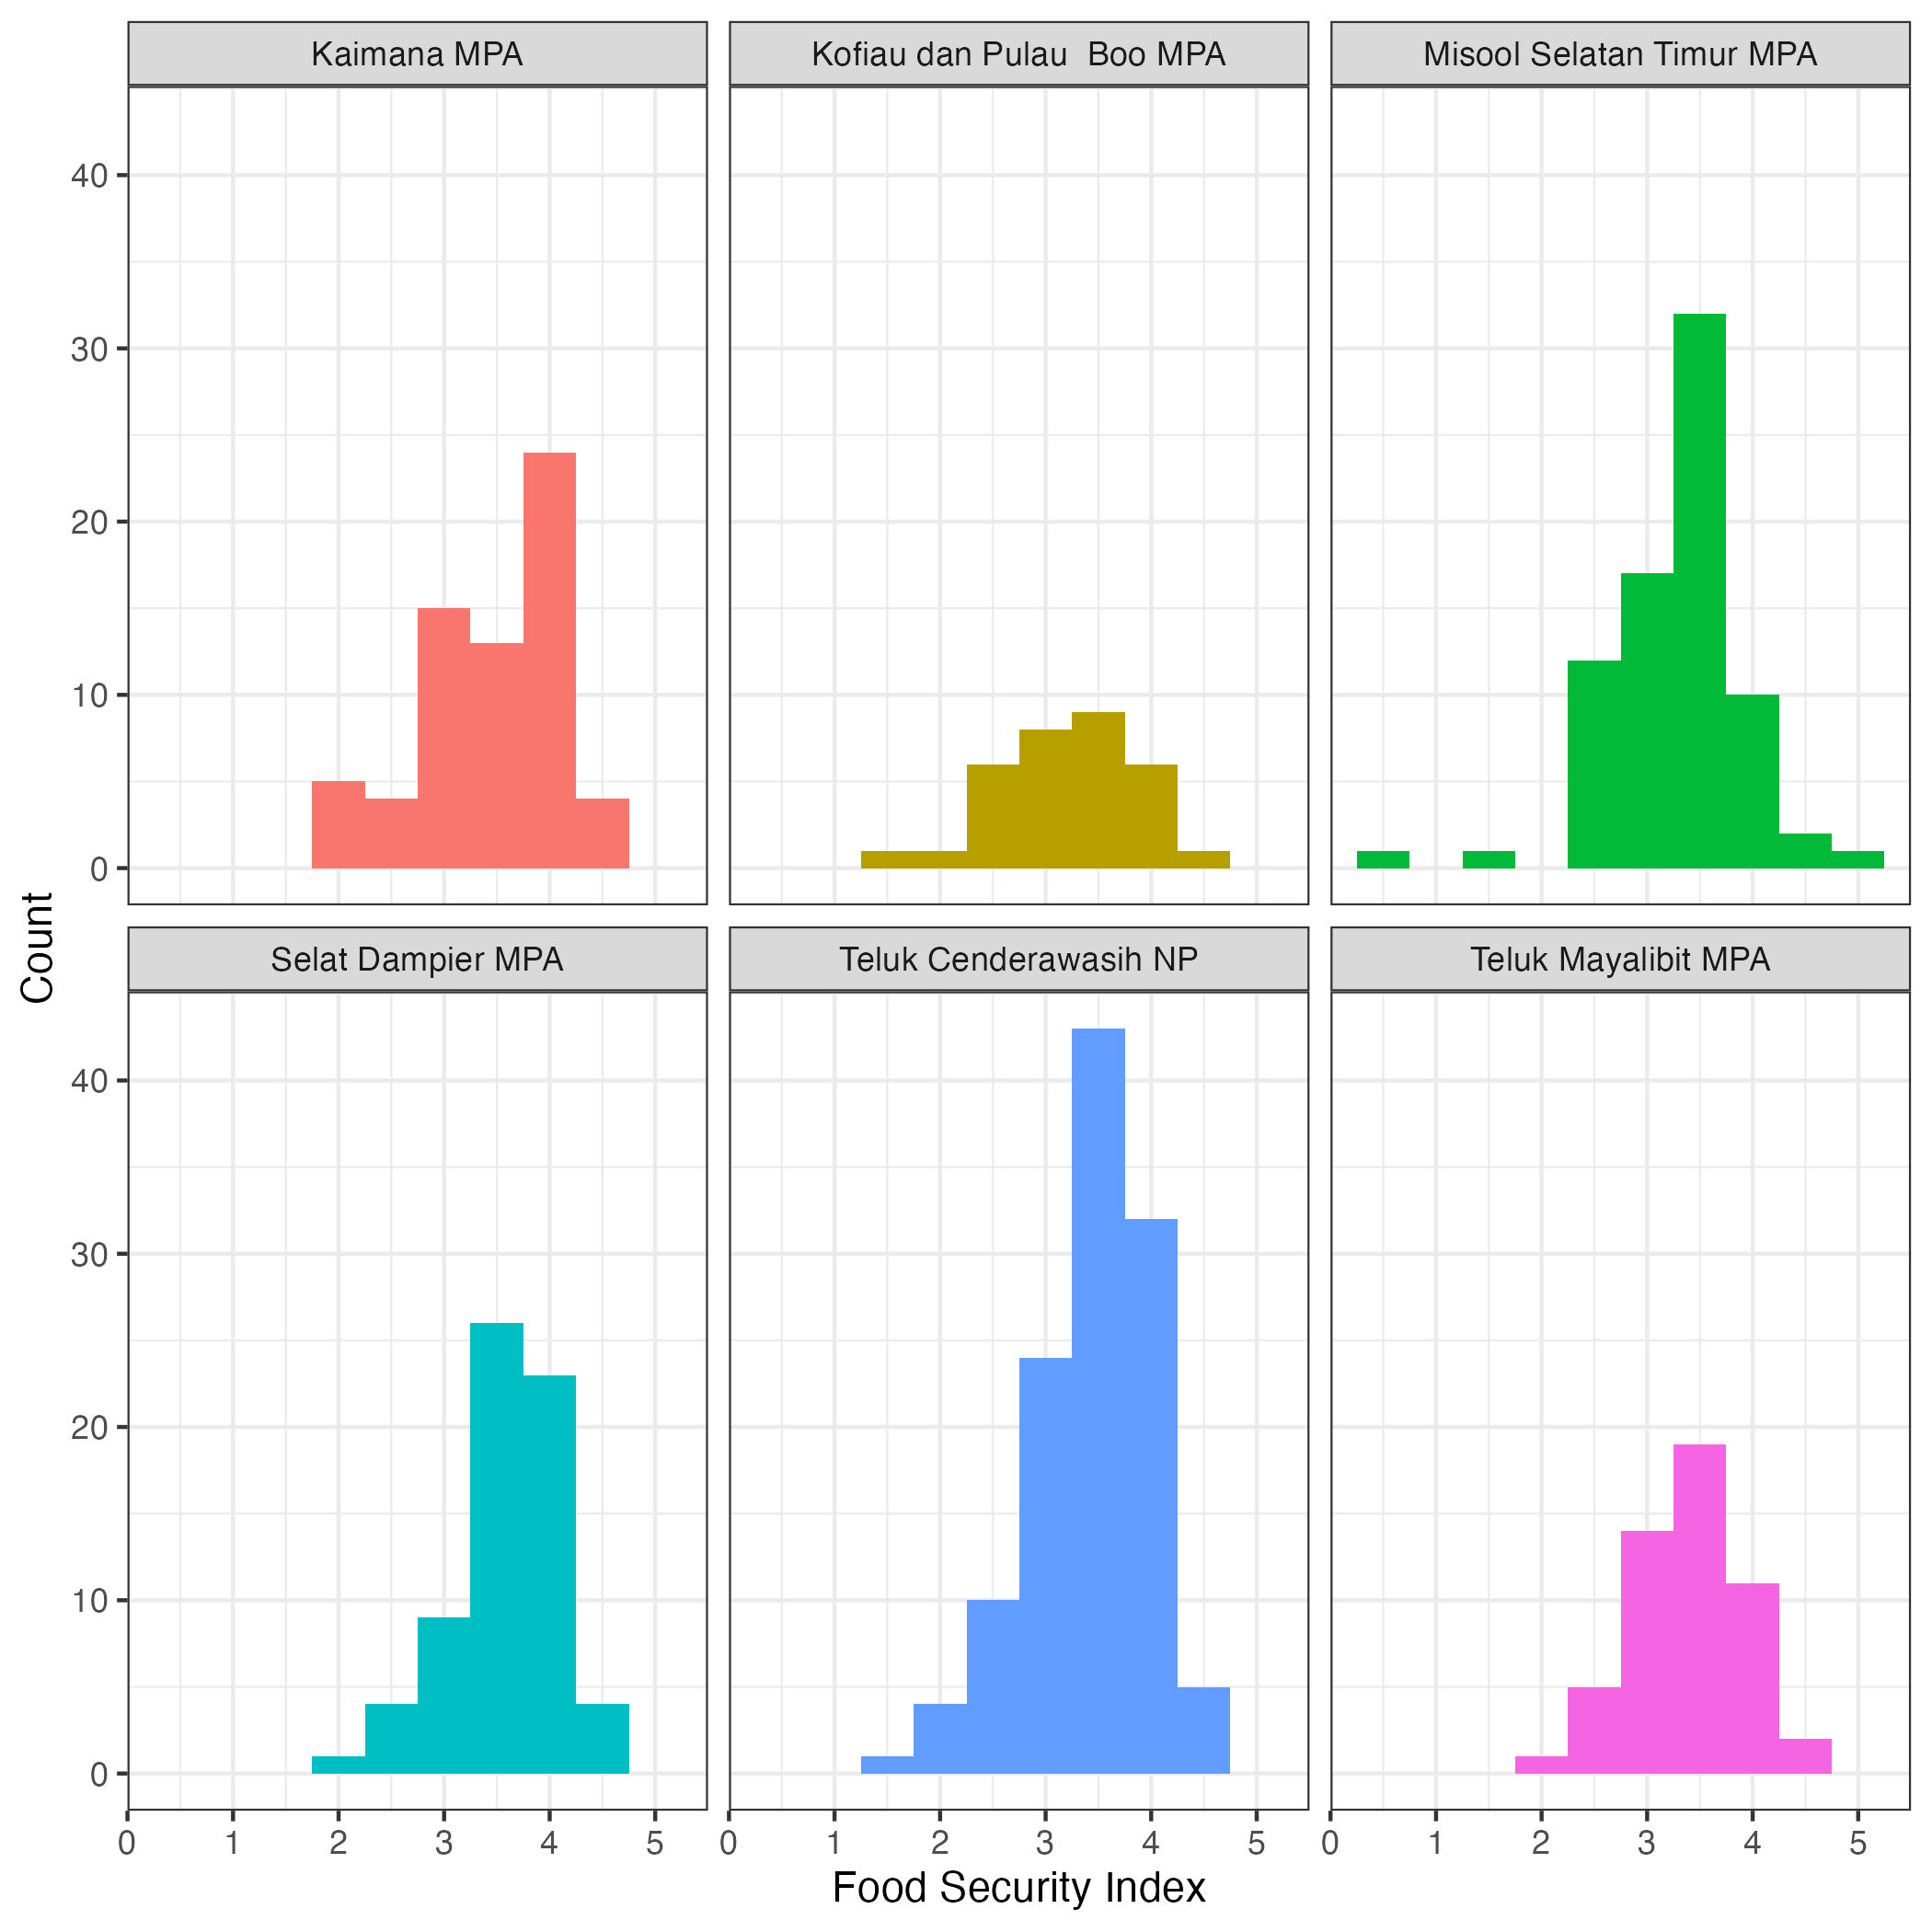 Kaimana MPA
Kofiau dan Pulau  Boo MPA
Misool Selatan Timur MPA
40
30
20
10
0
Count
Selat Dampier MPA
Teluk Cenderawasih NP
Teluk Mayalibit MPA
40
30
20
10
0
0 1 2 3 4 5
0 1 2 3 4 5
0 1 2 3 4 5
Food Security Index